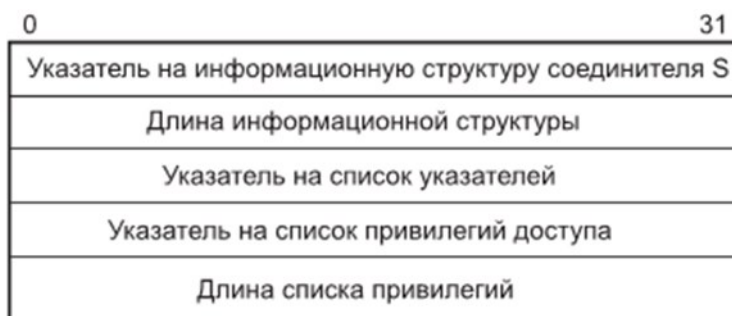 0 31
Указатель на информационную структуру соединителя S
Длина информационной структуры
Указатель на список указателей
Указатель на список привилегий доступа
Длина списка привилегий